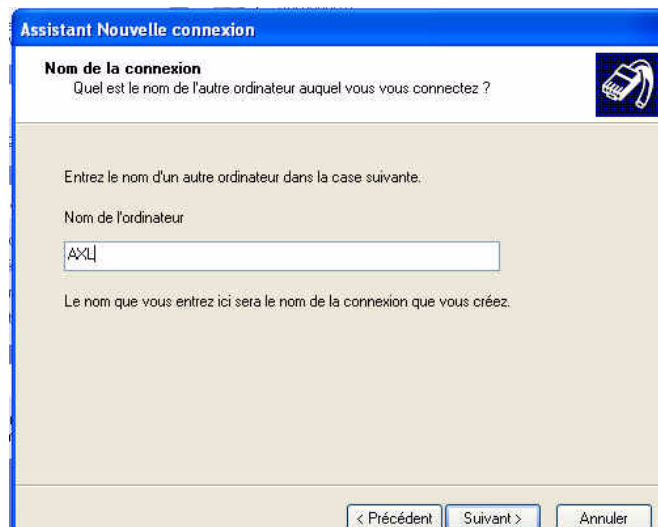 Assistant Nouvelle connexion
Nom de la connexion
Quel est le nom de l'autre ordinateur auquel vous vous connectez ?
Entrez le nom d'un autre ordinateur dans la case suivante.
Nom de l'ordinateur
AXL
Le nom que vous entrez ici sera le nom de la connexion que vous créez.
< Précédent Suivant > Annuler